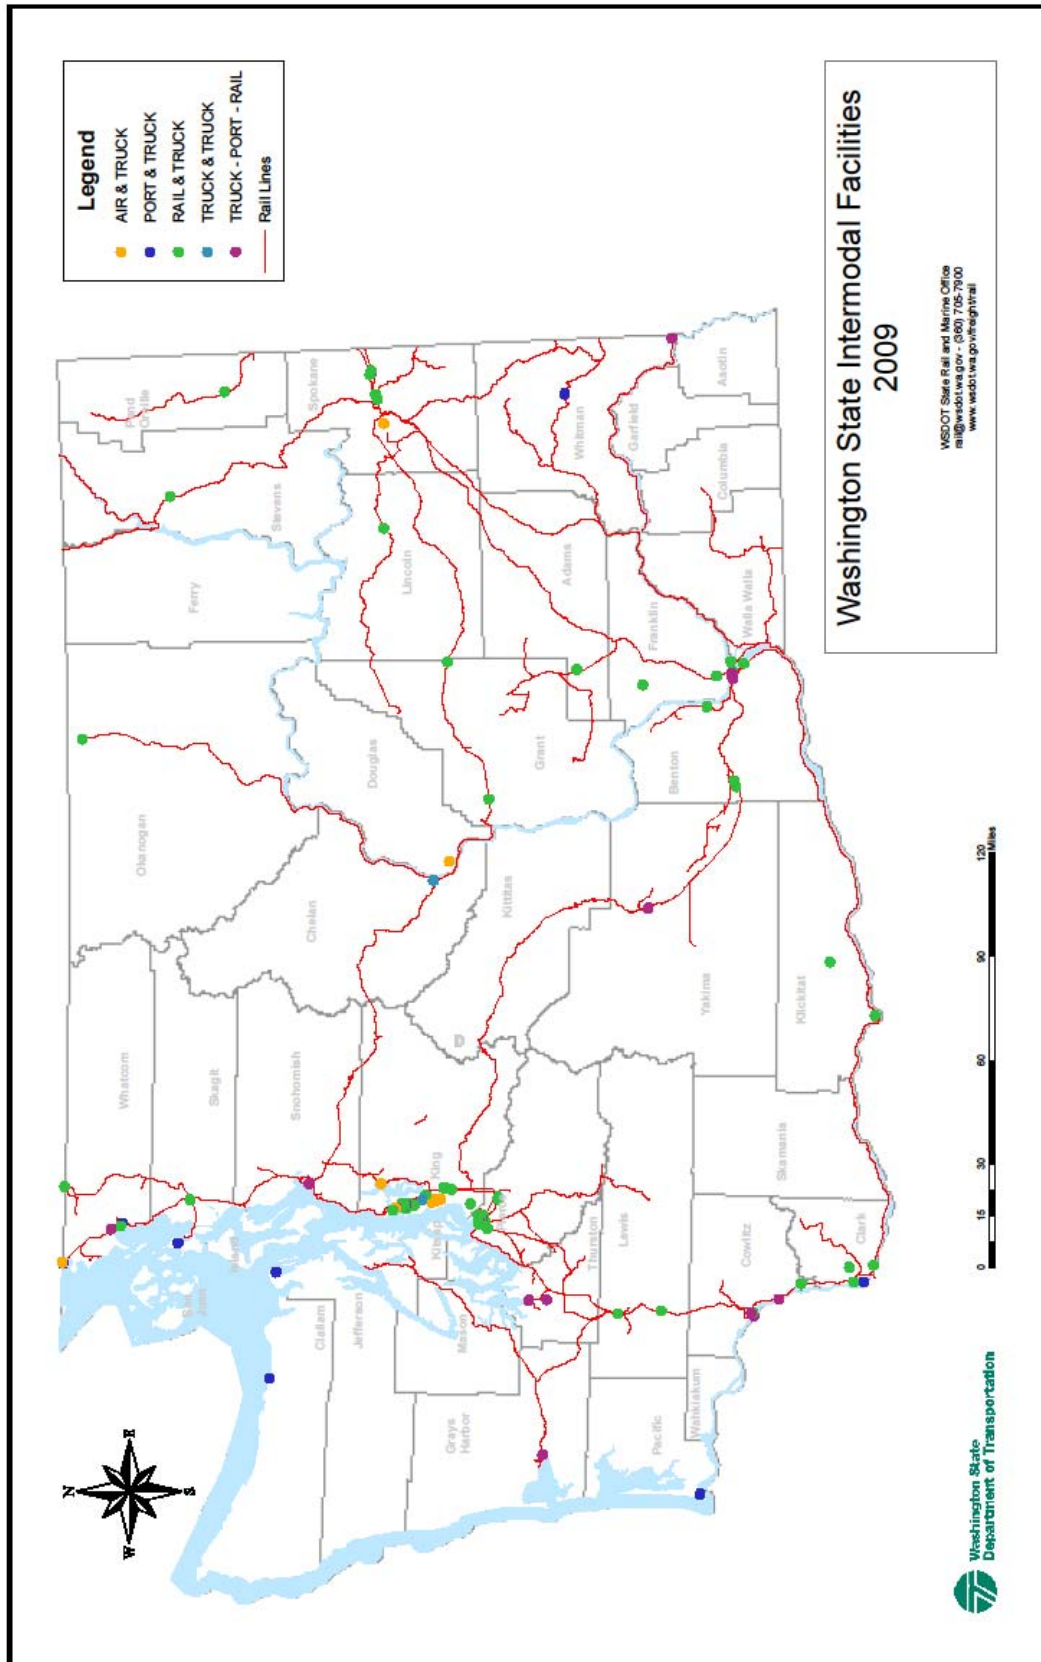 Legend
AIR & TRUCK
PORT & TRUCK
RAIL & TRUCK
TRUCK & TRUCK
TRUCK - PORT - RAIL
Rail Lines
N
W
E
S
Whatcom
Okanogan
Ferry
Stevens
Pend
Oreille
San
Juan
Skagit
Island
Clallam
Snohomish
Chelan
Douglas
Lincoln
Spokane
Jefferson
Kitsap
King
Mason
Grays
Harbor
Kittitas
Grant
Adams
Whitman
Thurston
Pierce
Lewis
Pacific
Wahkiakum
Cowlitz
Yakima
Benton
Franklin
Walla Walla
Columbia
Garfield
Asotin
Skamania
Klickitat
Clark
0
15
30
60
90
120
Miles
Washington State Intermodal Facilities
2009
WSDOT State Rail and Marine Office
rail@wsdot.wa.gov - (360) 705-7900
www.wsdot.wa.gov/freight/rail
Washington State
Department of Transportation